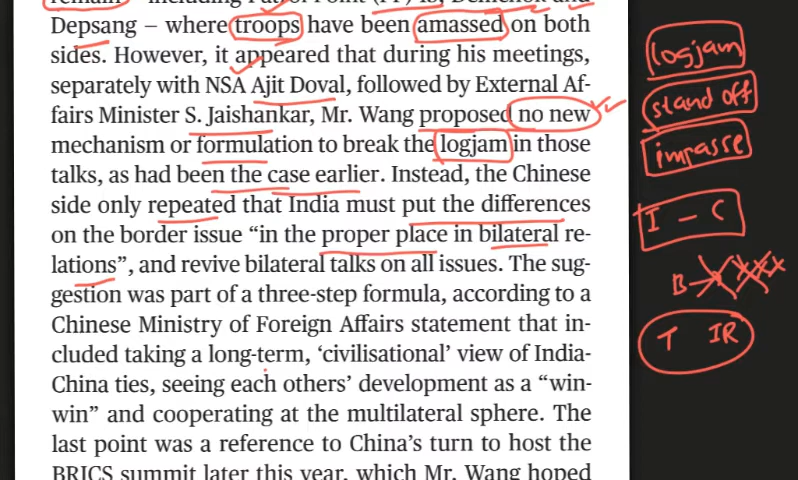 remain – including Patrol Point (PP) 15, Demchok and
Depsang – where troops have been amassed on both
sides. However, it appeared that during his meetings,
separately with NSA Ajit Doval, followed by External Af-
fairs Minister S. Jaishankar, Mr. Wang proposed no new
mechanism or formulation to break the logjam in those
talks, as had been the case earlier. Instead, the Chinese
side only repeated that India must put the differences
on the border issue “in the proper place in bilateral re-
lations”, and revive bilateral talks on all issues. The sug-
gestion was part of a three-step formula, according to a
Chinese Ministry of Foreign Affairs statement that in-
cluded taking a long-term, ‘civilisational’ view of India-
China ties, seeing each others’ development as a “win-
win” and cooperating at the multilateral sphere. The
last point was a reference to China’s turn to host the
BRICS summit later this year, which Mr. Wang hoped
logjam
stand off
impasse
I – C
B
T IR